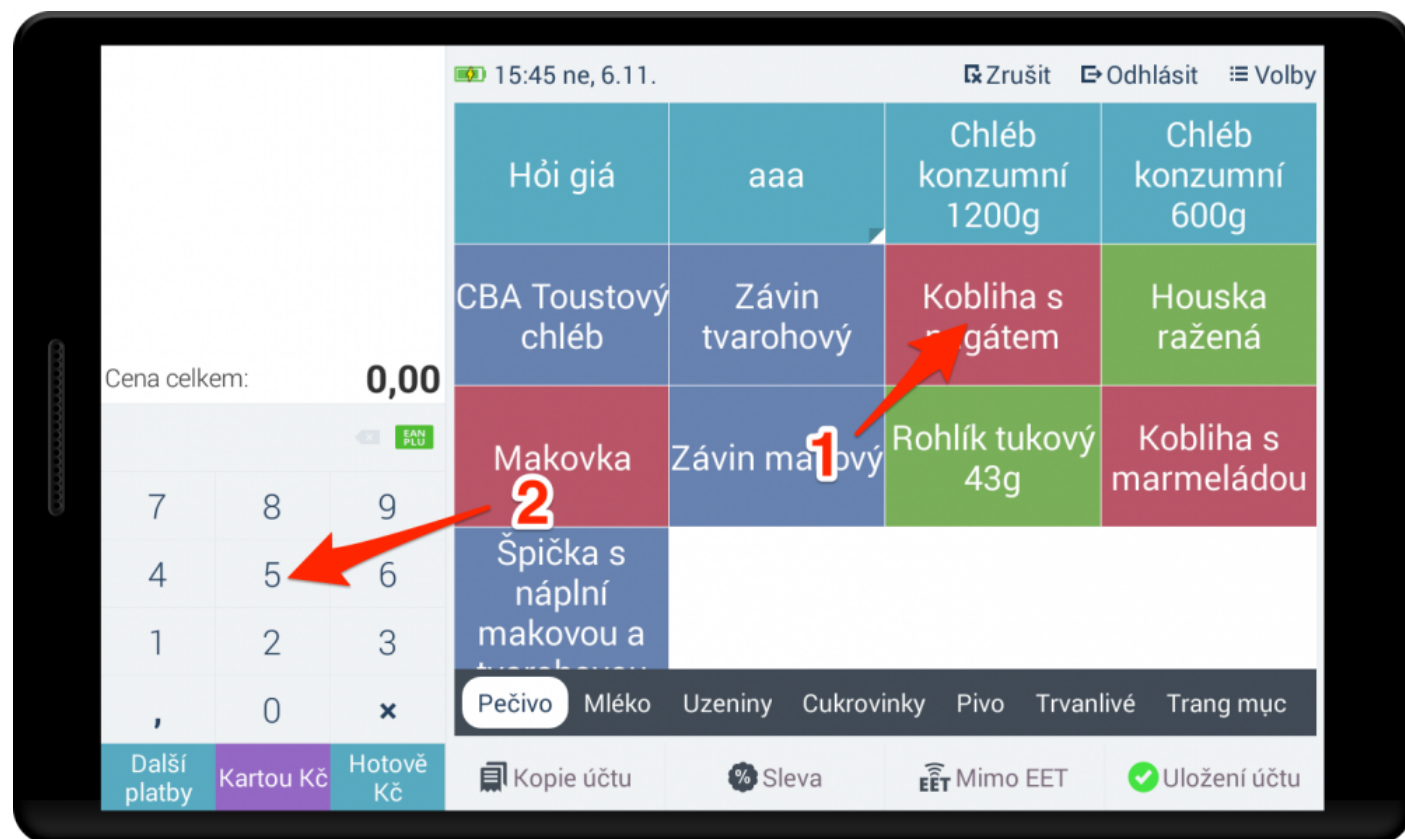 15:45 ne, 6.11.
Zrušit
Odhlásit
Volby
Hỏi giá
aaa
Chléb
konzumní
1200g
Chléb
konzumní
600g
CBA Toustový
chléb
Závin
tvarohový
Kobliha s
Houska
ražená
Cena celkem:
0,00
EAN
PLU
Makovka
Závin
Rohlík tukový
43g
Kobliha s
marmeládou
1
2
7
8
9
4
5
6
1
2
3
,
0
×
Špička s
náplní
makovou a
Pečivo
Mléko
Uzeniny
Cukrovinky
Pivo
Trvanlivé
Trang mục
Další
platby
Kartou Kč
Hotově
Kč
Kopie účtu
% Sleva
EET Mimo EET
Uložení účtu